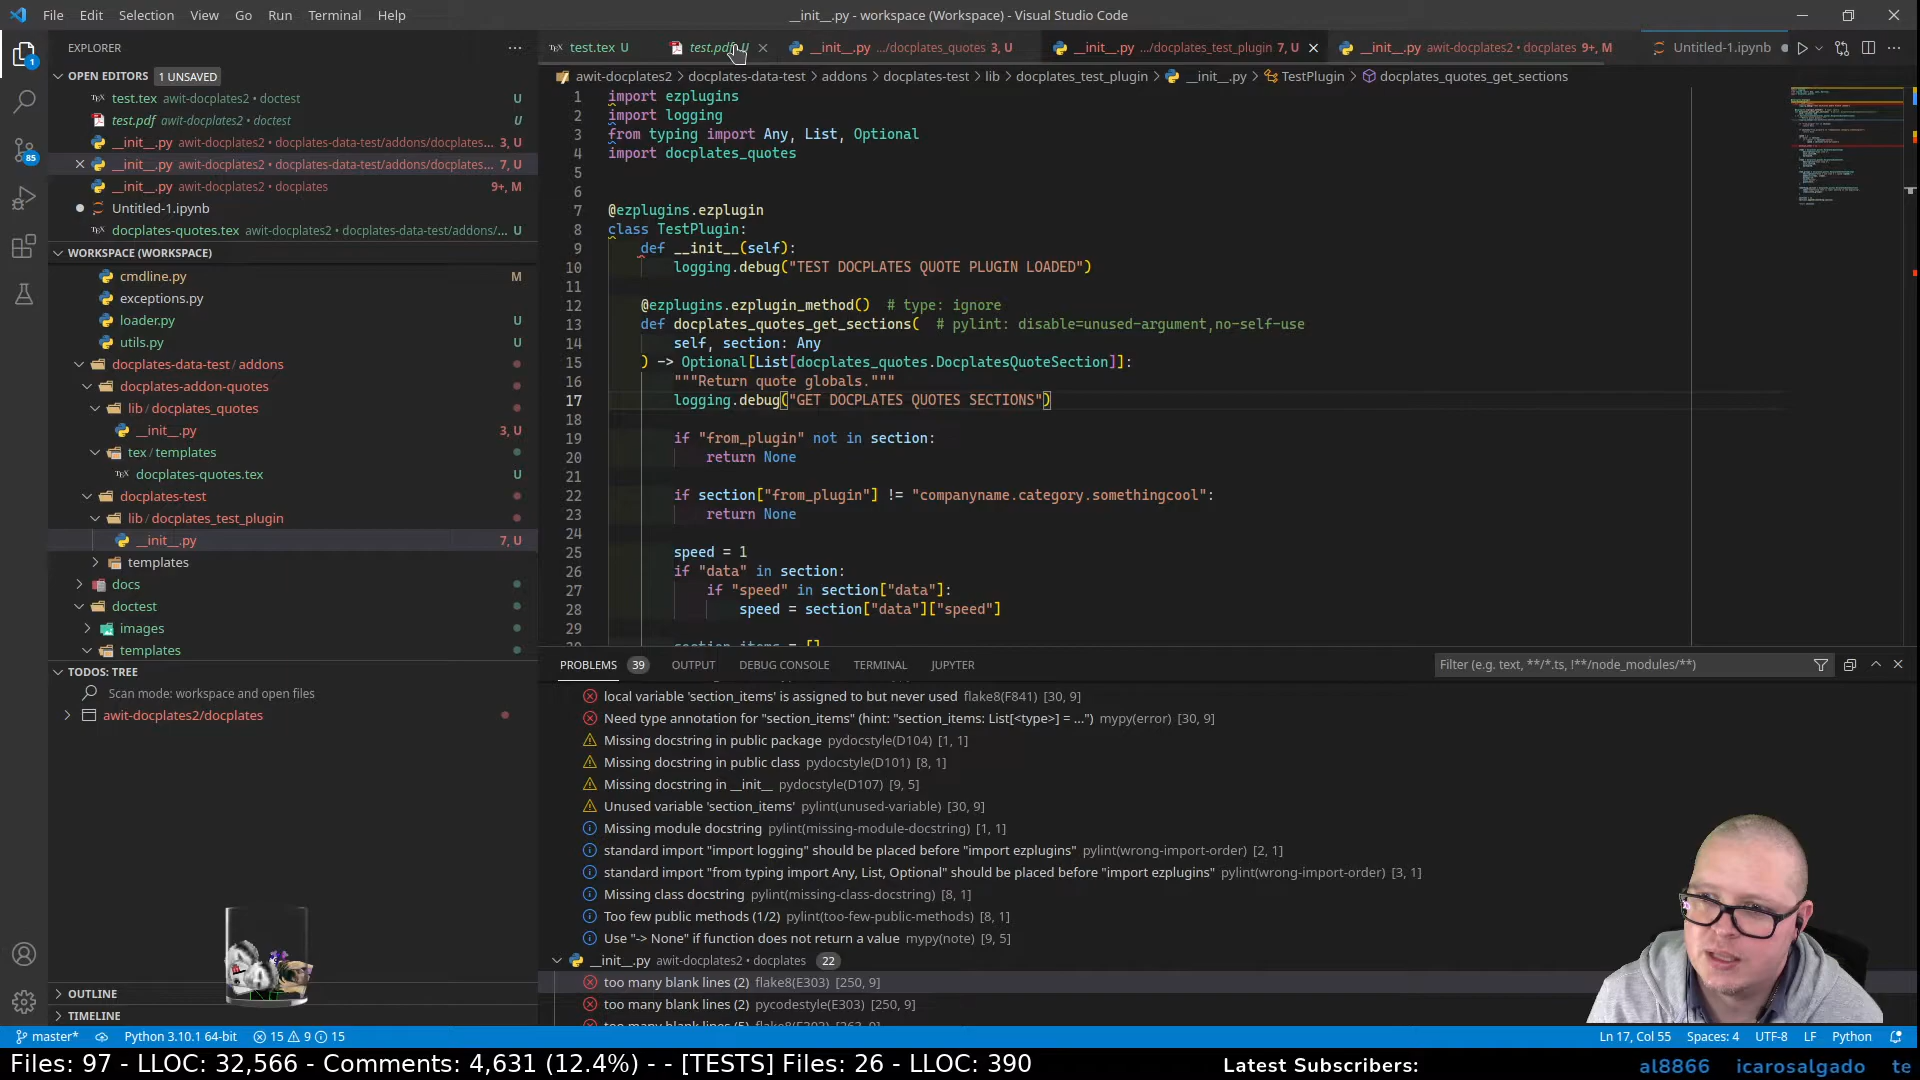 File Edit Selection View Go Run Terminal Help
__init__.py - workspace (Workspace) - Visual Studio Code
EXPLORER
OPEN EDITORS 1 UNSAVED
test.tex awit-docplates2 • doctest U
test.pdf awit-docplates2 • doctest U
__init__.py awit-docplates2 • docplates-data-test/addons/docplates... 3, U
__init__.py awit-docplates2 • docplates-data-test/addons/docplates... 7, U
__init__.py awit-docplates2 • docplates 9+, M
Untitled-1.ipynb
docplates-quotes.tex awit-docplates2 • docplates-data-test/addons/... U
WORKSPACE (WORKSPACE)
cmdline.py M
exceptions.py
loader.py U
utils.py U
docplates-data-test / addons
docplates-addon-quotes
lib / docplates_quotes
__init__.py 3, U
tex / templates
docplates-quotes.tex U
docplates-test
lib / docplates_test_plugin
__init__.py 7, U
templates
docs
doctest
images
templates
TODOS: TREE
Scan mode: workspace and open files
awit-docplates2/docplates
OUTLINE
TIMELINE
1
85
test.tex U test.pdf U __init__.py .../docplates_quotes 3, U __init__.py .../docplates_test_plugin 7, U __init__.py awit-docplates2 • docplates 9+, M Untitled-1.ipynb
awit-docplates2 > docplates-data-test > addons > docplates-test > lib > docplates_test_plugin > __init__.py > TestPlugin > docplates_quotes_get_sections
1 import ezplugins
2 import logging
3 from typing import Any, List, Optional
4 import docplates_quotes
5
6
7 @ezplugins.ezplugin
8 class TestPlugin:
9 def __init__(self):
10 logging.debug("TEST DOCPLATES QUOTE PLUGIN LOADED")
11
12 @ezplugins.ezplugin_method() # type: ignore
13 def docplates_quotes_get_sections( # pylint: disable=unused-argument,no-self-use
14 self, section: Any
15 ) -> Optional[List[docplates_quotes.DocplatesQuoteSection]]:
16 """Return quote globals."""
17 logging.debug("GET DOCPLATES QUOTES SECTIONS")
18
19 if "from_plugin" not in section:
20 return None
21
22 if section["from_plugin"] != "companyname.category.somethingcool":
23 return None
24
25 speed = 1
26 if "data" in section:
27 if "speed" in section["data"]:
28 speed = section["data"]["speed"]
29
section_items = []
PROBLEMS 39 OUTPUT DEBUG CONSOLE TERMINAL JUPYTER
Filter (e.g. text, **/*.ts, !**/node_modules/**)
local variable 'section_items' is assigned to but never used flake8(F841) [30, 9]
Need type annotation for "section_items" (hint: "section_items: List[<type>] = ...") mypy(error) [30, 9]
Missing docstring in public package pydocstyle(D104) [1, 1]
Missing docstring in public class pydocstyle(D101) [8, 1]
Missing docstring in __init__ pydocstyle(D107) [9, 5]
Unused variable 'section_items' pylint(unused-variable) [30, 9]
Missing module docstring pylint(missing-module-docstring) [1, 1]
standard import "import logging" should be placed before "import ezplugins" pylint(wrong-import-order) [2, 1]
standard import "from typing import Any, List, Optional" should be placed before "import ezplugins" pylint(wrong-import-order) [3, 1]
Missing class docstring pylint(missing-class-docstring) [8, 1]
Too few public methods (1/2) pylint(too-few-public-methods) [8, 1]
Use "-> None" if function does not return a value mypy(note) [9, 5]
__init__.py awit-docplates2 • docplates 22
too many blank lines (2) flake8(E303) [250, 9]
too many blank lines (2) pycodestyle(E303) [250, 9]
master* Python 3.10.1 64-bit 15 9 15
Ln 17, Col 55 Spaces: 4 UTF-8 LF Python
Files: 97 - LLOC: 32,566 - Comments: 4,631 (12.4%) - - [TESTS] Files: 26 - LLOC: 390
Latest Subscribers: al8866 icarosalgado te